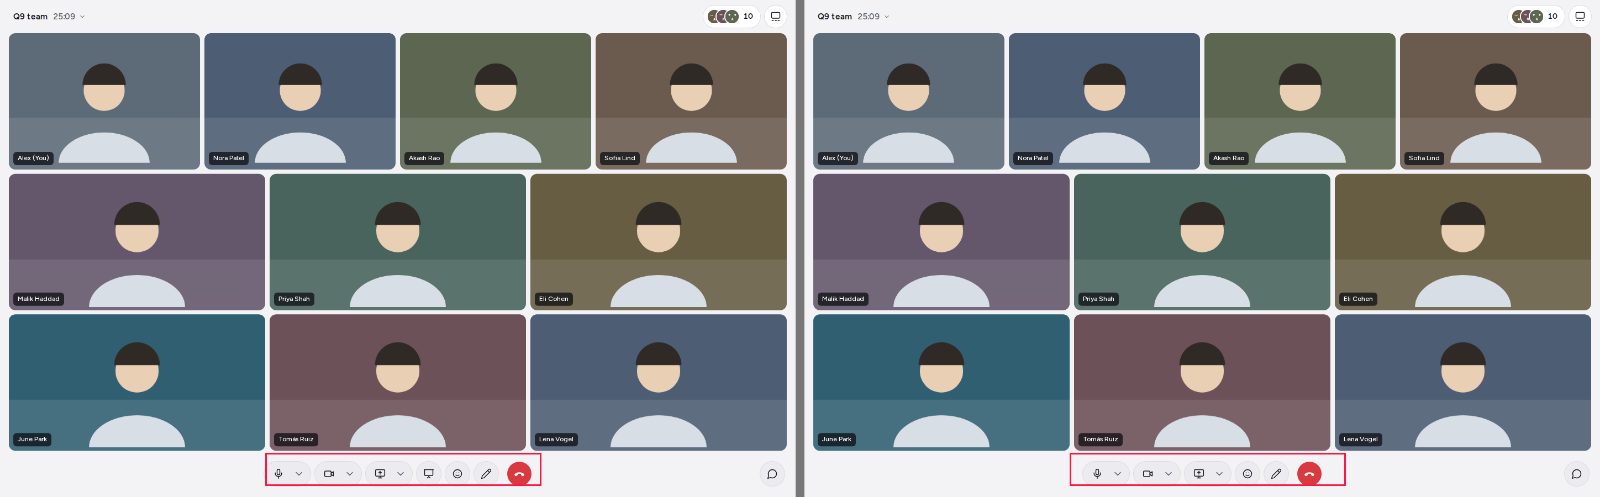 Q9 team 25:09
10
Alex (You)
Nora Patel
Akash Rao
Sofia Lind
Malik Haddad
Priya Shah
Eli Cohen
June Park
Tomás Ruiz
Lena Vogel
Q9 team 25:09
10
Alex (You)
Nora Patel
Akash Rao
Sofia Lind
Malik Haddad
Priya Shah
Eli Cohen
June Park
Tomás Ruiz
Lena Vogel